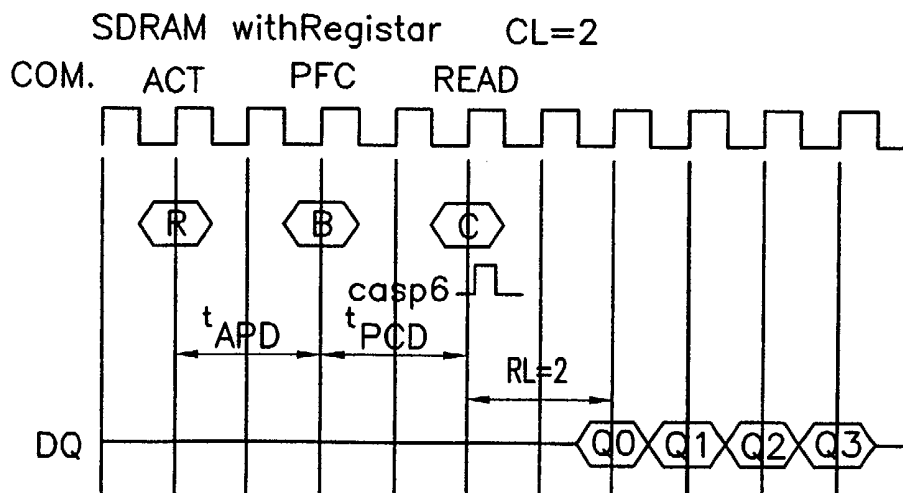 SDRAM withRegistar CL=2
COM. ACT PFC READ
R B C
casp6
tAPD tPCD
RL=2
DQ Q0 Q1 Q2 Q3